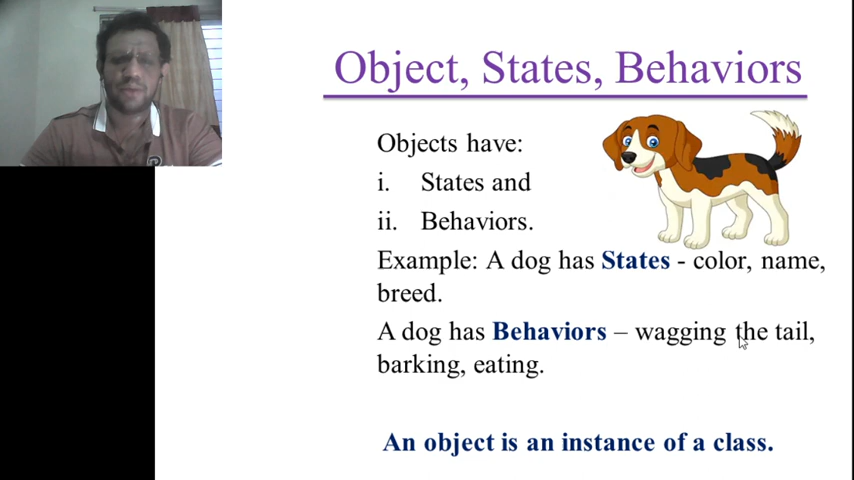 Object, States, Behaviors
Objects have:
i. States and
ii. Behaviors.
Example: A dog has States - color, name,
breed.
A dog has Behaviors – wagging the tail,
barking, eating.
An object is an instance of a class.